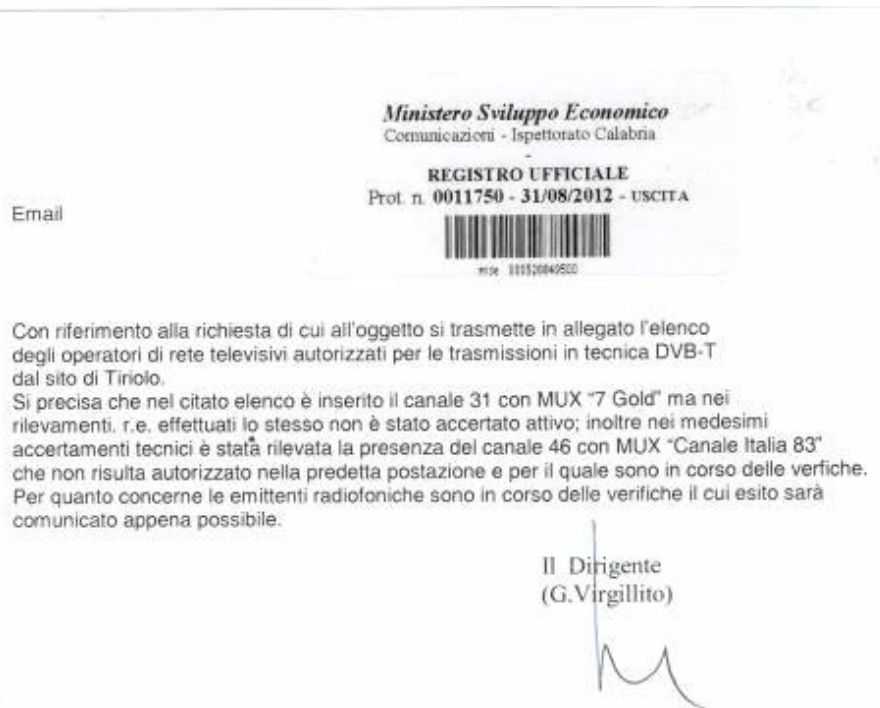 Ministero Sviluppo Economico
Comunicazioni - Ispettorato Calabria
-
REGISTRO UFFICIALE
Prot. n. 0011750 - 31/08/2012 - USCITA
Email
Con riferimento alla richiesta di cui all'oggetto si trasmette in allegato l'elenco
degli operatori di rete televisivi autorizzati per le trasmissioni in tecnica DVB-T
dal sito di Tiriolo.
Si precisa che nel citato elenco è inserito il canale 31 con MUX "7 Gold" ma nei
rilevamenti. r.e. effettuati lo stesso non è stato accertato attivo; inoltre nei medesimi
accertamenti tecnici è stata rilevata la presenza del canale 46 con MUX "Canale Italia 83"
che non risulta autorizzato nella predetta postazione e per il quale sono in corso delle verfiche.
Per quanto concerne le emittenti radiofoniche sono in corso delle verifiche il cui esito sarà
comunicato appena possibile.
Il Dirigente
(G.Virgillito)